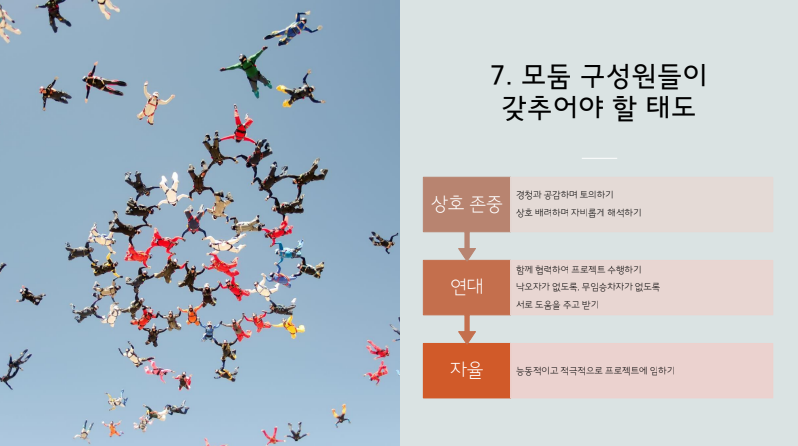 7. 모둠 구성원들이
갖추어야 할 태도
상호 존중
경청과 공감하며 토의하기
상호 배려하며 자비롭게 해석하기
연대
함께 협력하여 프로젝트 수행하기
낙오자가 없도록, 무임승차자가 없도록
서로 도움을 주고 받기
자율
능동적이고 적극적으로 프로젝트에 임하기